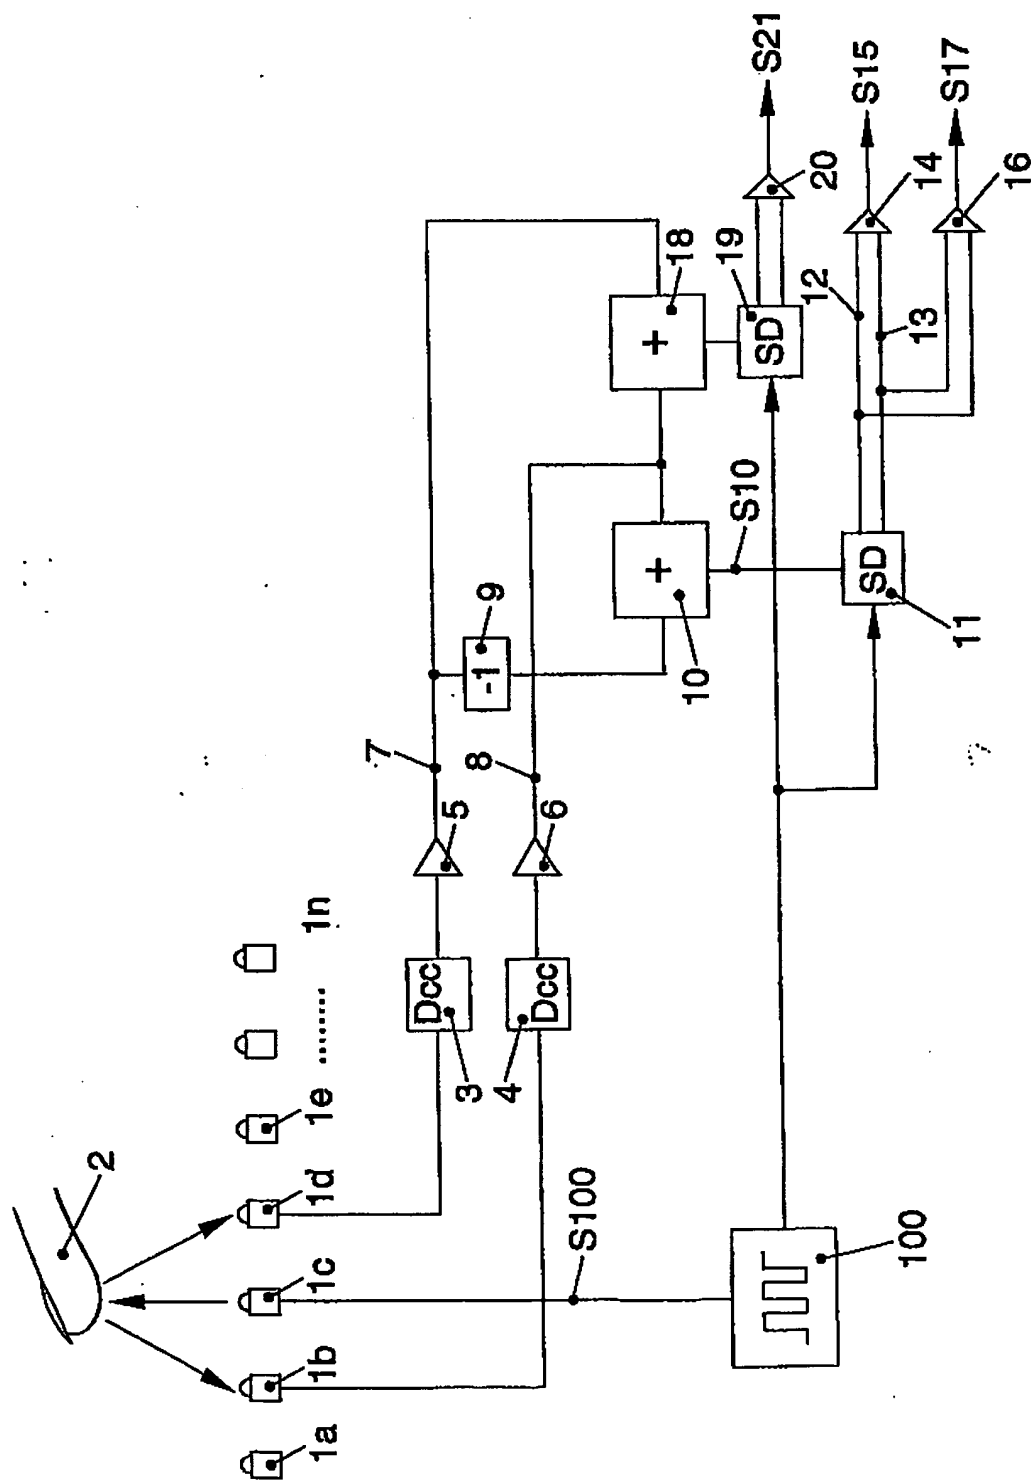 2
1a
1b
1c
1d
1e
........
1n
3
Dcc
5
7
4
Dcc
6
8
-1
9
+
10
+
18
S100
S10
SD
19
20
S21
100
SD
11
12
13
14
S15
16
S17